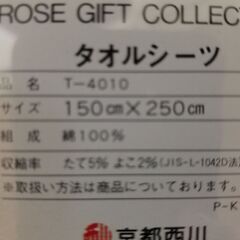 ROSE GIFT COLLECT
タオルシーツ
品 名 T-4010
サイズ 150cm×250cm
組 成 綿100%
収縮率 たて5% よこ2%(JIS-L-1042D法)
※取扱い方法は商品についております。
P-K
京都西川